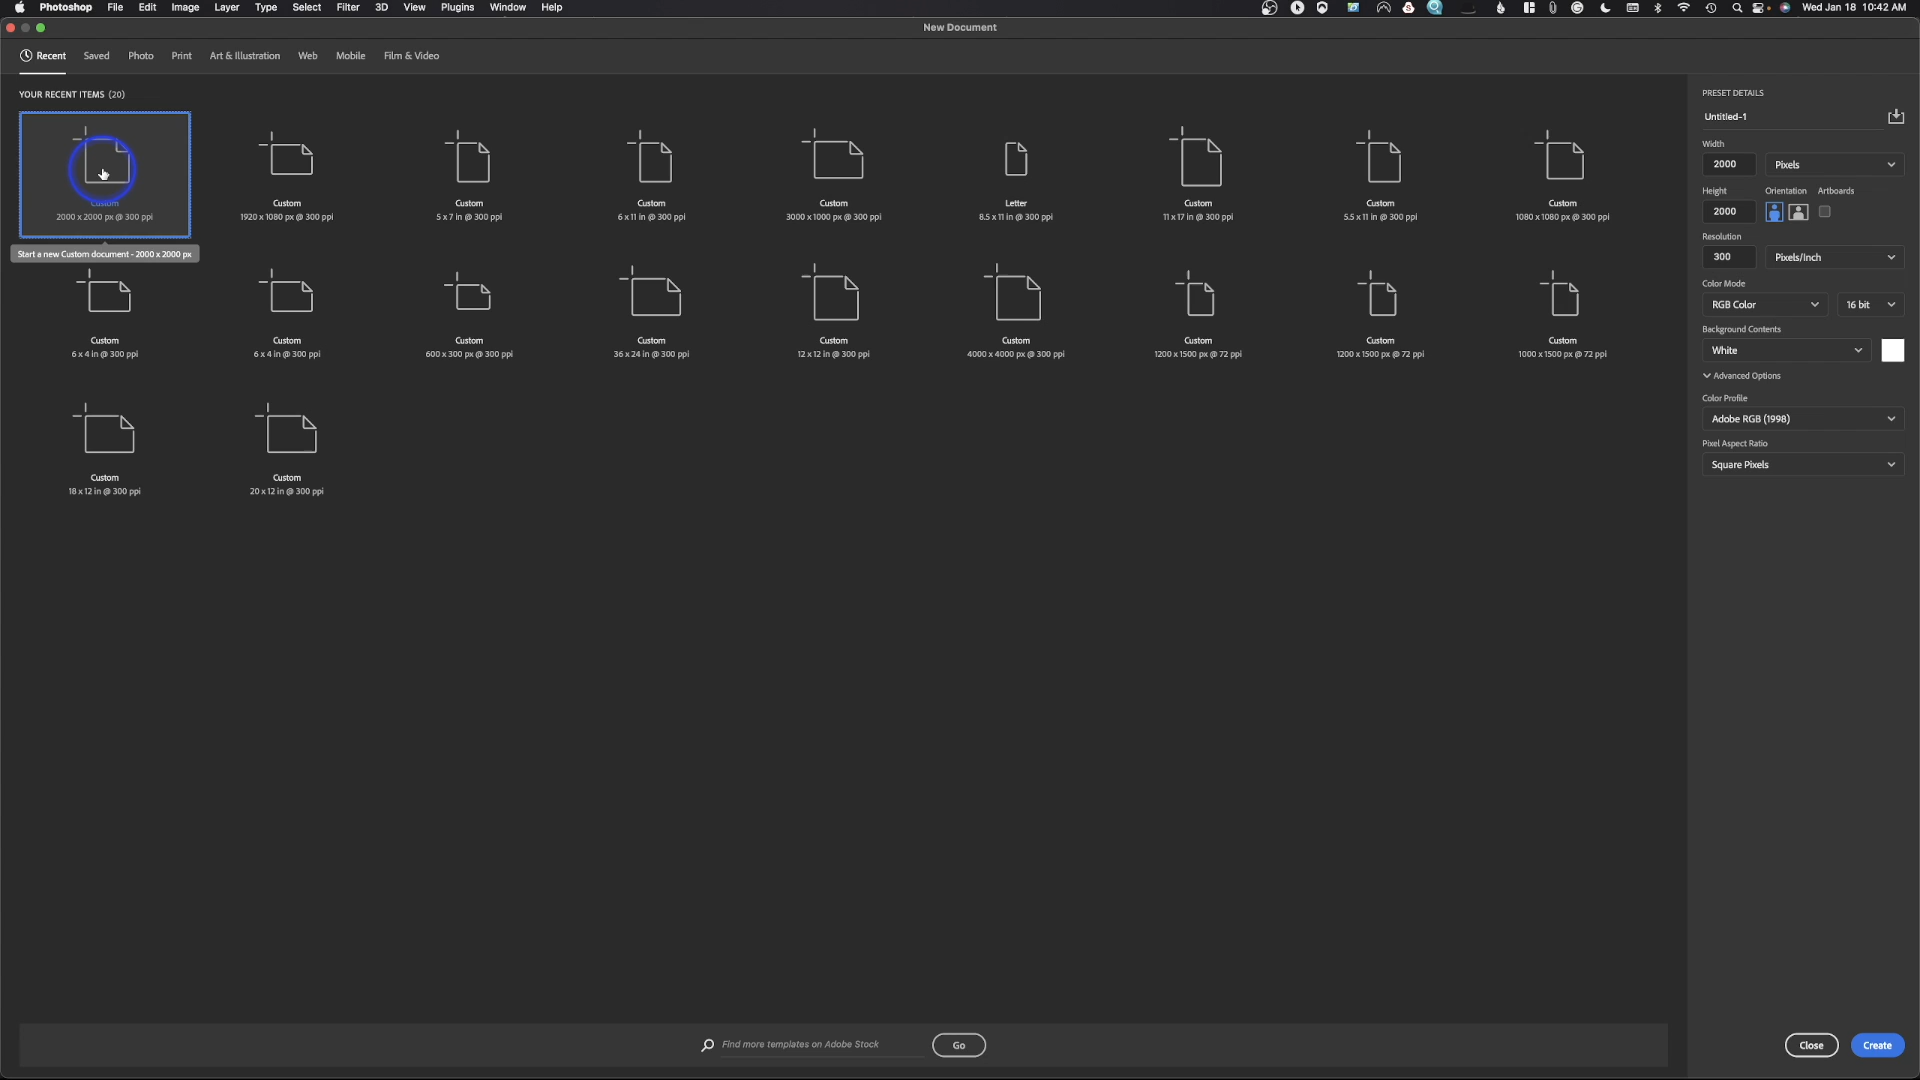 Photoshop File Edit Image Layer Type Select Filter 3D View Plugins Window Help Wed Jan 18 10:42 AM
New Document
Recent Saved Photo Print Art & Illustration Web Mobile Film & Video
YOUR RECENT ITEMS (20)
Custom Custom Custom Custom Custom Letter Custom Custom Custom
2000 x 2000 px @ 300 ppi 1920 x 1080 px @ 300 ppi 5 x 7 in @ 300 ppi 6 x 11 in @ 300 ppi 3000 x 1000 px @ 300 ppi 8.5 x 11 in @ 300 ppi 11 x 17 in @ 300 ppi 5.5 x 11 in @ 300 ppi 1080 x 1080 px @ 300 ppi
Start a new Custom document - 2000 x 2000 px
Custom Custom Custom Custom Custom Custom Custom Custom Custom
6 x 4 in @ 300 ppi 6 x 4 in @ 300 ppi 600 x 300 px @ 300 ppi 36 x 24 in @ 300 ppi 12 x 12 in @ 300 ppi 4000 x 4000 px @ 300 ppi 1200 x 1500 px @ 72 ppi 1200 x 1500 px @ 72 ppi 1000 x 1500 px @ 72 ppi
Custom Custom
18 x 12 in @ 300 ppi 20 x 12 in @ 300 ppi
PRESET DETAILS
Untitled-1
Width
2000 Pixels
Height Orientation Artboards
2000
Resolution
300 Pixels/Inch
Color Mode
RGB Color 16 bit
Background Contents
White
Advanced Options
Color Profile
Adobe RGB (1998)
Pixel Aspect Ratio
Square Pixels
Find more templates on Adobe Stock Go
Close Create